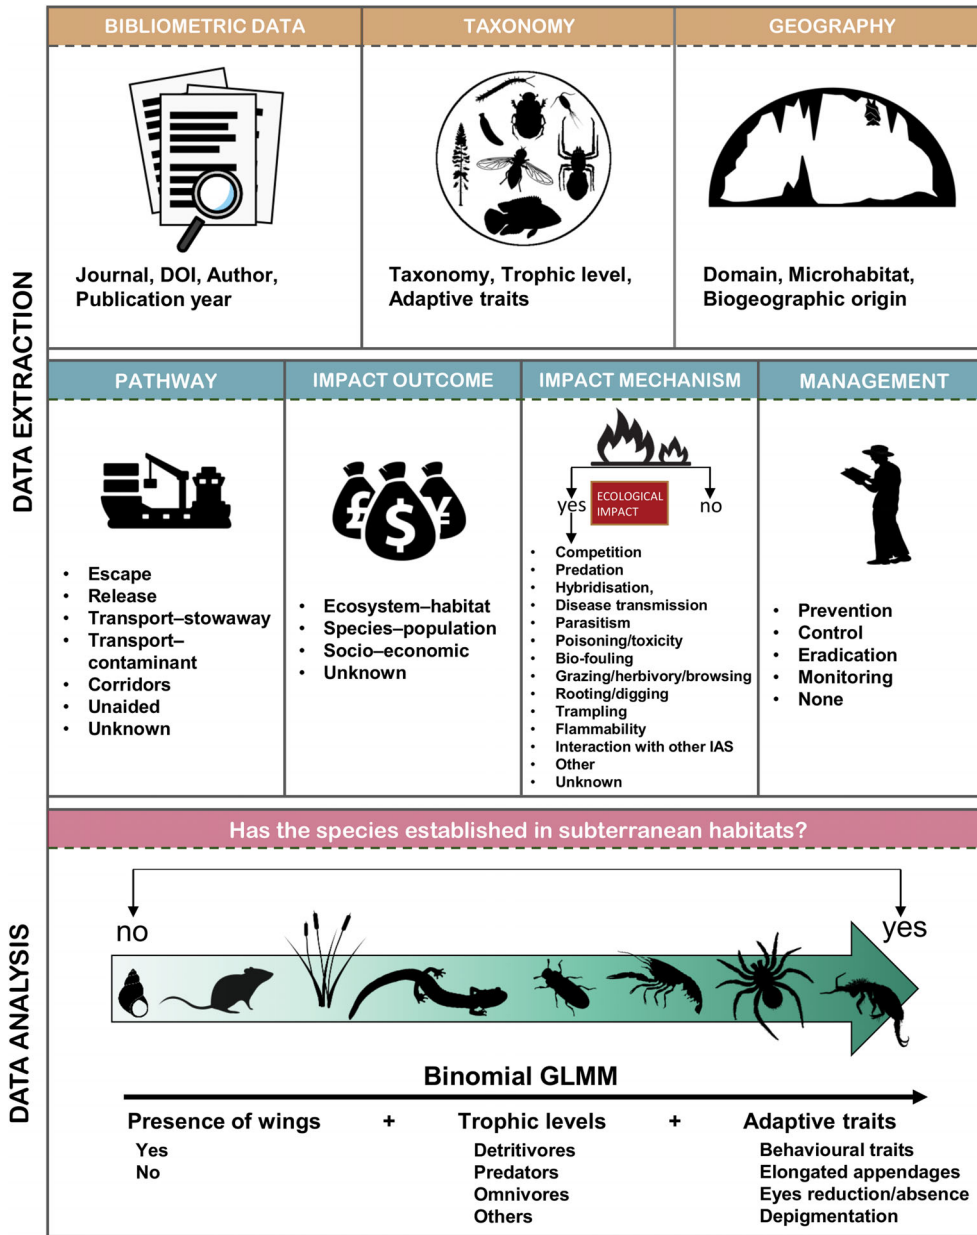 DATA EXTRACTION
BIBLIOMETRIC DATA
Journal, DOI, Author,
Publication year
TAXONOMY
Taxonomy, Trophic level,
Adaptive traits
GEOGRAPHY
Domain, Microhabitat,
Biogeographic origin
PATHWAY
• Escape
• Release
• Transport–stowaway
• Transport–
contaminant
• Corridors
• Unaided
• Unknown
IMPACT OUTCOME
£ $ ¥
• Ecosystem–habitat
• Species–population
• Socio–economic
• Unknown
IMPACT MECHANISM
yes
ECOLOGICAL
IMPACT
no
• Competition
• Predation
• Hybridisation,
• Disease transmission
• Parasitism
• Poisoning/toxicity
• Bio-fouling
• Grazing/herbivory/browsing
• Rooting/digging
• Trampling
• Flammability
• Interaction with other IAS
• Other
• Unknown
MANAGEMENT
• Prevention
• Control
• Eradication
• Monitoring
• None
DATA ANALYSIS
Has the species established in subterranean habitats?
no
yes
Binomial GLMM
Presence of wings + Trophic levels + Adaptive traits
Yes
No
Detritivores
Predators
Omnivores
Others
Behavioural traits
Elongated appendages
Eyes reduction/absence
Depigmentation